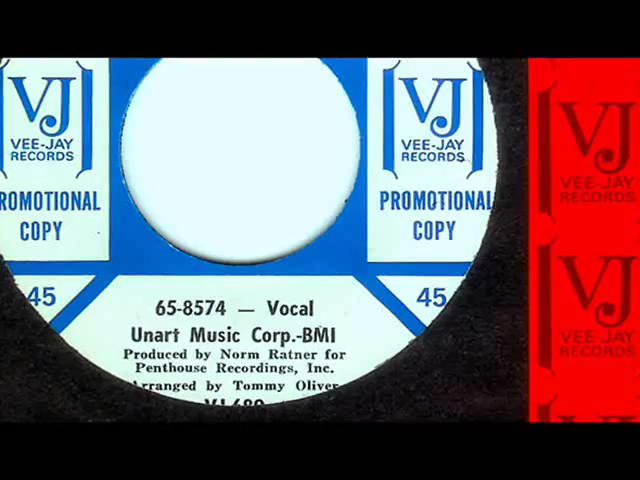 VJ
VEE-JAY
RECORDS
ROMOTIONAL
COPY
45
VJ
VEE-JAY
RECORDS
PROMOTIONAL
COPY
45
65-8574 — Vocal
Unart Music Corp.-BMI
Produced by Norm Ratner for
Penthouse Recordings, Inc.
Arranged by Tommy Oliver
VJ
VEE-JAY
RECORDS
VJ
VEE-JAY
RECORDS